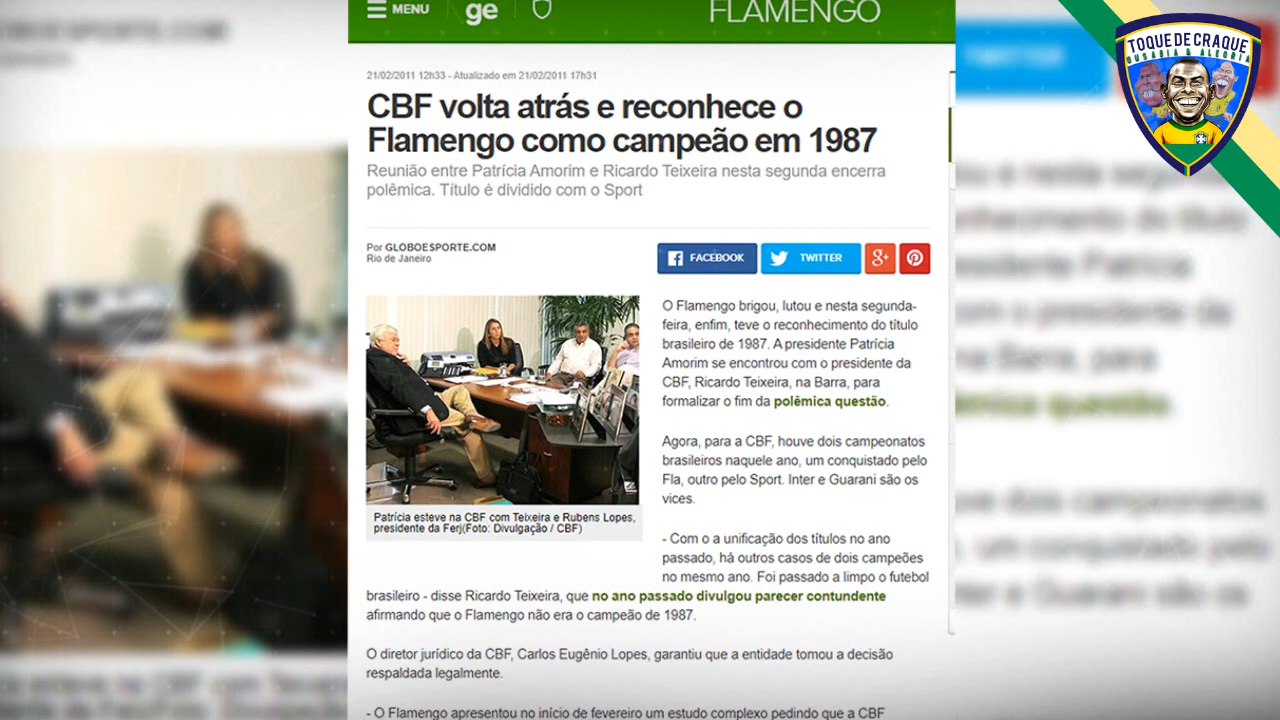 MENU
ge
FLAMENGO
TOQUE DE CRAQUE
OUSADIA & ALEGRIA
GLOBOESPORTE.COM
TWITTER
21/02/2011 12h33 - Atualizado em 21/02/2011 17h31
CBF volta atrás e reconhece o
Flamengo como campeão em 1987
Reunião entre Patrícia Amorim e Ricardo Teixeira nesta segunda encerra
polêmica. Título é dividido com o Sport
Por GLOBOESPORTE.COM
Rio de Janeiro
FACEBOOK
TWITTER
g+
O Flamengo brigou, lutou e nesta segunda-
feira, enfim, teve o reconhecimento do título
brasileiro de 1987. A presidente Patrícia
Amorim se encontrou com o presidente da
CBF, Ricardo Teixeira, na Barra, para
formalizar o fim da polêmica questão.
Agora, para a CBF, houve dois campeonatos
brasileiros naquele ano, um conquistado pelo
Fla, outro pelo Sport. Inter e Guarani são os
vices.
Patrícia esteve na CBF com Teixeira e Rubens Lopes,
presidente da Ferj(Foto: Divulgação / CBF)
- Com o a unificação dos títulos no ano
passado, há outros casos de dois campeões
no mesmo ano. Foi passado a limpo o futebol
brasileiro - disse Ricardo Teixeira, que no ano passado divulgou parecer contundente
afirmando que o Flamengo não era o campeão de 1987.
O diretor jurídico da CBF, Carlos Eugênio Lopes, garantiu que a entidade tomou a decisão
respaldada legalmente.
- O Flamengo apresentou no início de fevereiro um estudo complexo pedindo que a CBF